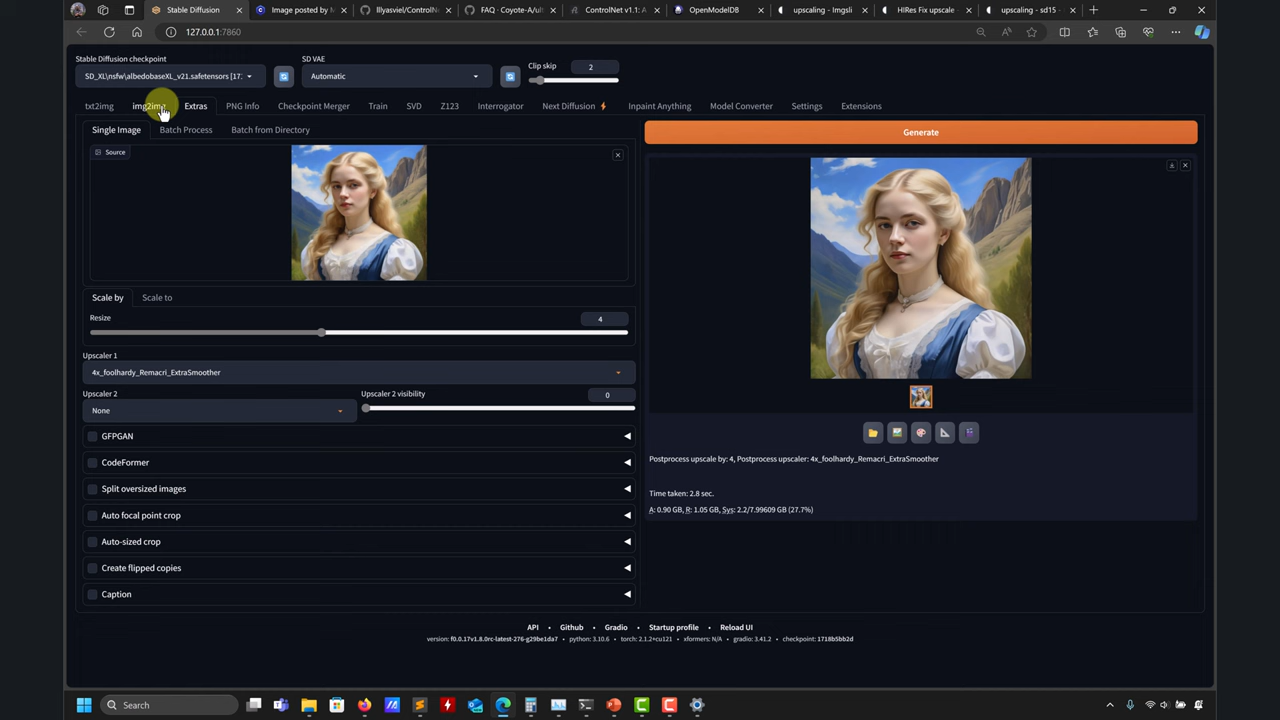 Stable Diffusion
Image posted by M
Illyasviel/ControlN
FAQ · Coyote-A/ult
ControlNet v1.1: A
OpenModelDB
upscaling - Imgsli
HIRes Fix upscale -
upscaling - sd15 -
127.0.0.1:7860
Stable Diffusion checkpoint
SD_XL\nsfw\albedobaseXL_v21.safetensors [17:
SD VAE
Automatic
Clip skip
2
txt2img
img2img
Extras
PNG Info
Checkpoint Merger
Train
SVD
Z123
Interrogator
Next Diffusion
Inpaint Anything
Model Converter
Settings
Extensions
Single Image
Batch Process
Batch from Directory
Generate
Source
Scale by
Scale to
Resize
4
Upscaler 1
4x_foolhardy_Remacri_ExtraSmoother
Upscaler 2
None
Upscaler 2 visibility
0
GFPGAN
CodeFormer
Split oversized images
Auto focal point crop
Auto-sized crop
Create flipped copies
Caption
Postprocess upscale by: 4, Postprocess upscaler: 4x_foolhardy_Remacri_ExtraSmoother
Time taken: 2.8 sec.
A: 0.90 GB, R: 1.05 GB, Sys: 2.2/7.99609 GB (27.7%)
API • Github • Gradio • Startup profile • Reload UI
version: f0.0.17v1.8.0rc-latest-276-g29be1da7 • python: 3.10.6 • torch: 2.1.2+cu121 • xformers: N/A • gradio: 3.41.2 • checkpoint: 1718b5bb2d
Search